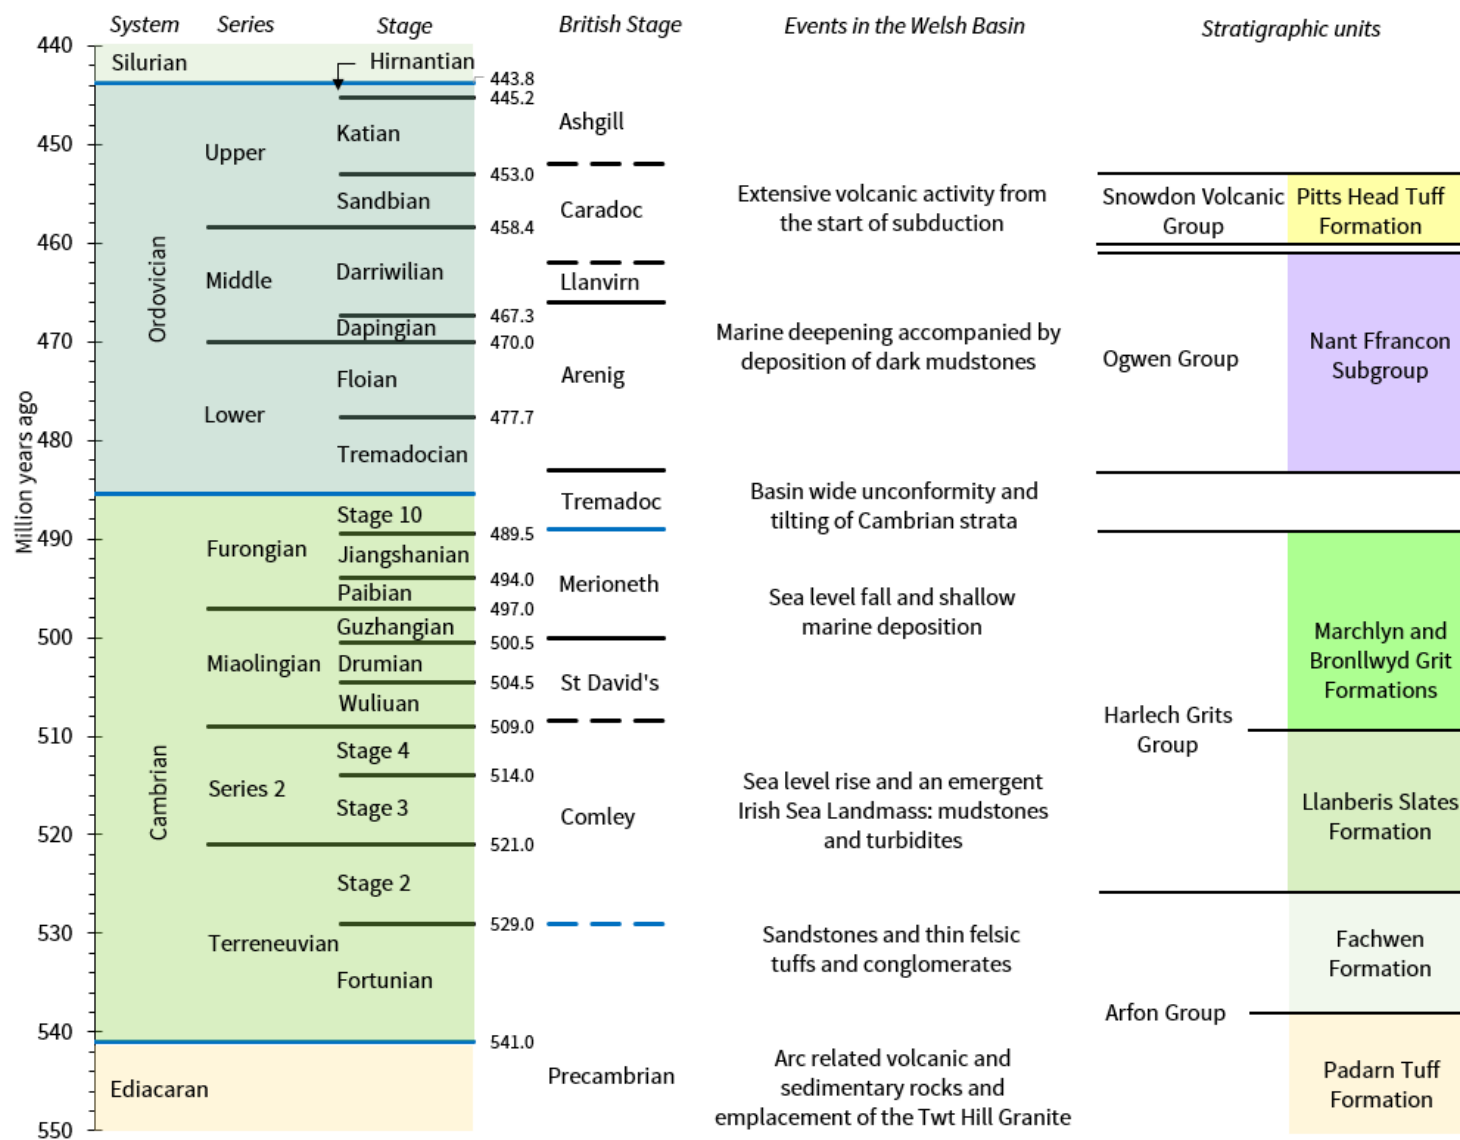 System Series Stage British Stage Events in the Welsh Basin Stratigraphic units
440
Silurian
Hirnantian
443.8
445.2
Ashgill
Katian
450
Upper
453.0
Sandbian
Caradoc
Extensive volcanic activity from
the start of subduction
Snowdon Volcanic
Group
Pitts Head Tuff
Formation
458.4
460
Ordovician
Middle
Darriwilian
Llanvirn
467.3
Dapingian
470
470.0
Marine deepening accompanied by
deposition of dark mudstones
Ogwen Group
Nant Ffrancon
Subgroup
Floian
Arenig
Lower
477.7
480
Tremadocian
Million years ago
Stage 10
Tremadoc
Basin wide unconformity and
tilting of Cambrian strata
489.5
490
Furongian
Jiangshanian
494.0
Paibian
Merioneth
497.0
Sea level fall and shallow
marine deposition
Guzhangian
500
500.5
Miaolingian
Drumian
504.5
St David's
Wuliuan
Marchlyn and
Bronllwyd Grit
Formations
509.0
510
Harlech Grits
Group
Cambrian
Stage 4
514.0
Series 2
Stage 3
Comley
Sea level rise and an emergent
Irish Sea Landmass: mudstones
and turbidites
Llanberis Slates
Formation
520
521.0
Stage 2
529.0
530
Terreneuvian
Sandstones and thin felsic
tuffs and conglomerates
Fachwen
Formation
Fortunian
Arfon Group
540
541.0
Ediacaran
Precambrian
Arc related volcanic and
sedimentary rocks and
emplacement of the Twt Hill Granite
Padarn Tuff
Formation
550